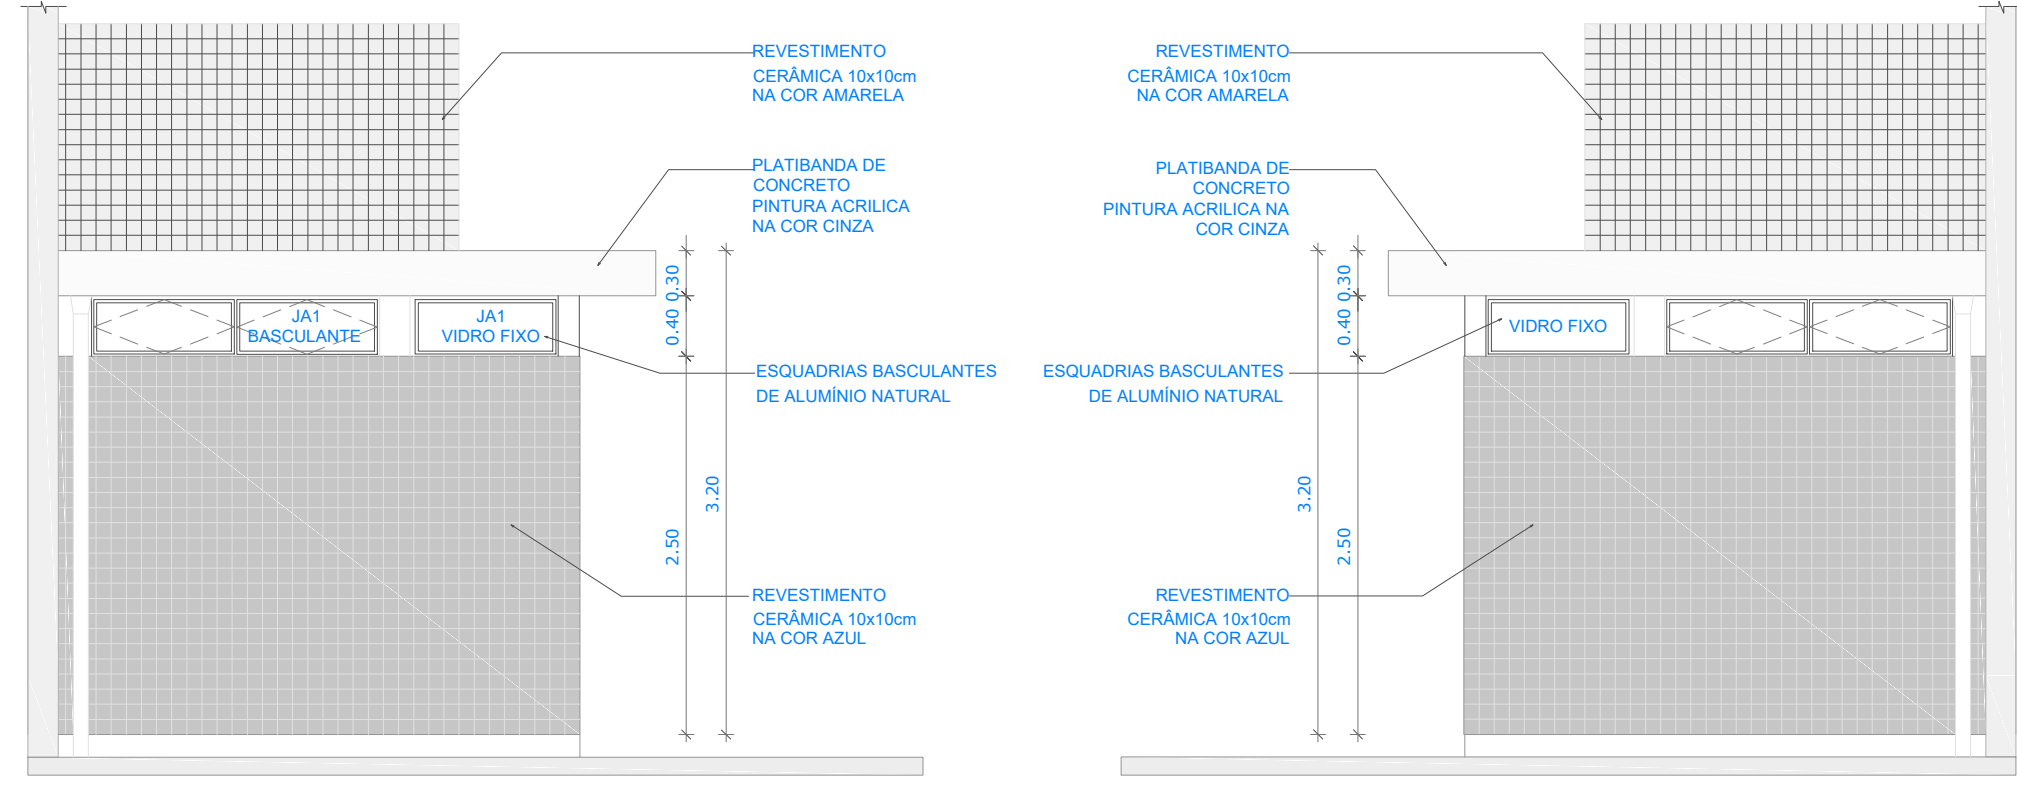 REVESTIMENTO
CERÂMICA 10x10cm
NA COR AMARELA
PLATIBANDA DE
CONCRETO
PINTURA ACRILICA
NA COR CINZA
0.30
0.40
JA1
BASCULANTE
JA1
VIDRO FIXO
ESQUADRIAS BASCULANTES
DE ALUMÍNIO NATURAL
3.20
2.50
REVESTIMENTO
CERÂMICA 10x10cm
NA COR AZUL
REVESTIMENTO
CERÂMICA 10x10cm
NA COR AMARELA
PLATIBANDA DE
CONCRETO
PINTURA ACRILICA NA
COR CINZA
0.30
0.40
VIDRO FIXO
ESQUADRIAS BASCULANTES
DE ALUMÍNIO NATURAL
3.20
2.50
REVESTIMENTO
CERÂMICA 10x10cm
NA COR AZUL